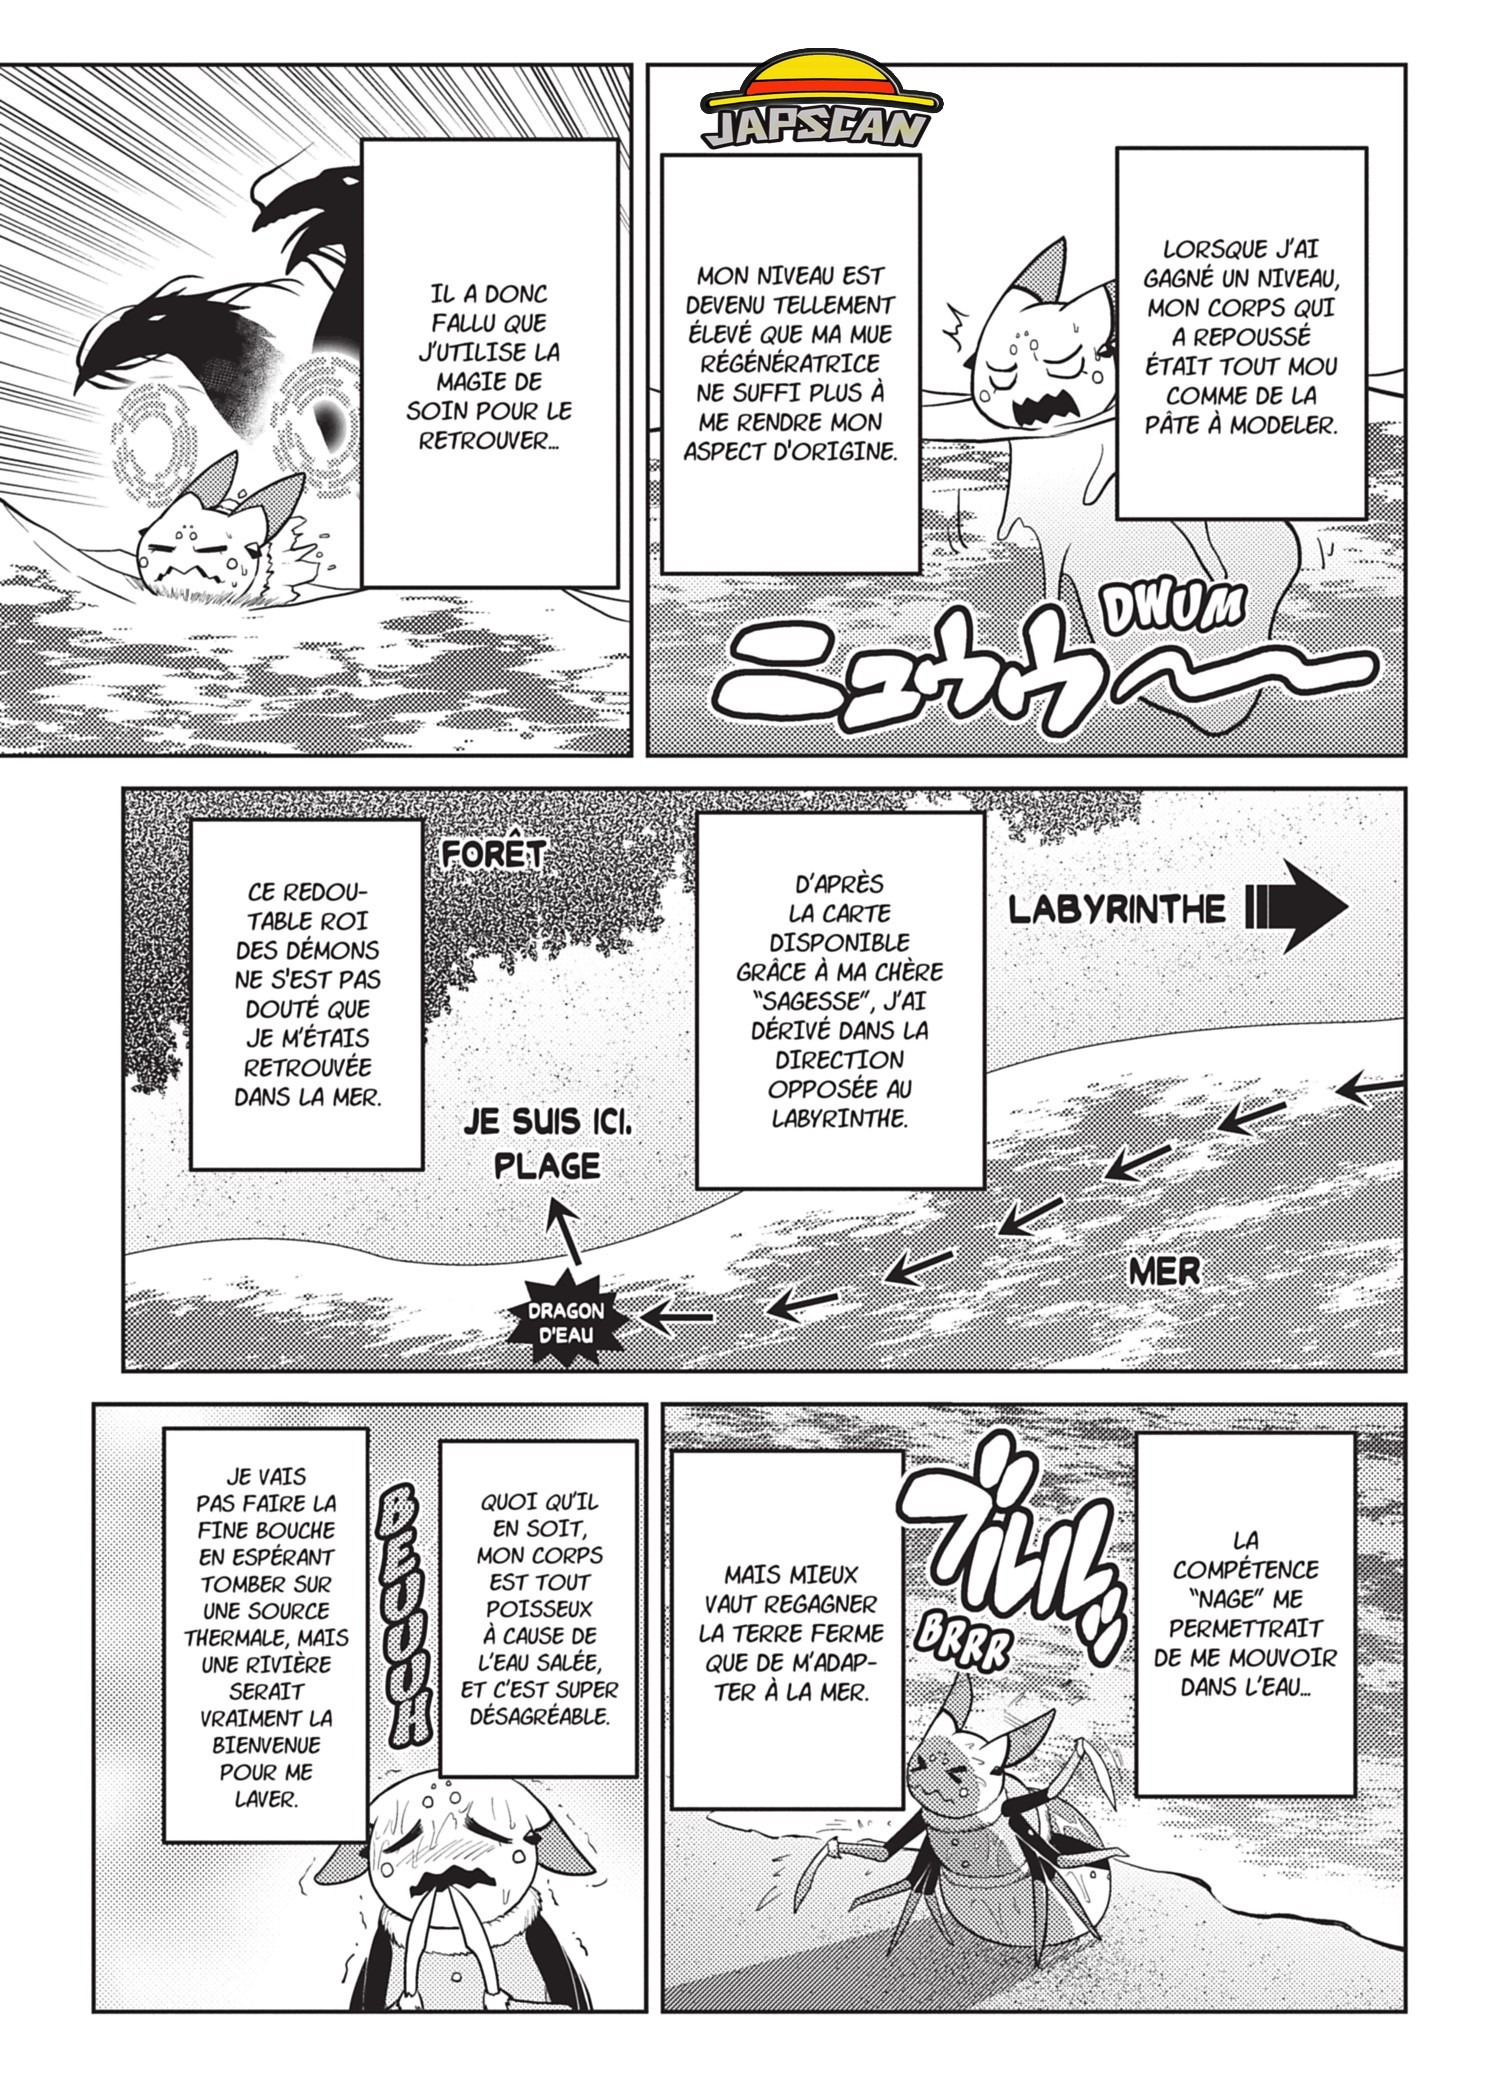 JAPSCAN
LORSQUE J'AI
GAGNÉ UN NIVEAU,
MON CORPS QUI
A REPOUSSÉ
ÉTAIT TOUT MOU
COMME DE LA
PÂTE À MODELER.
MON NIVEAU EST
DEVENU TELLEMENT
ÉLEVÉ QUE MA MUE
RÉGÉNÉRATRICE
NE SUFFI PLUS À
ME RENDRE MON
ASPECT D'ORIGINE.
DWUM
ニュウウ〜
IL A DONC
FALLU QUE
J'UTILISE LA
MAGIE DE
SOIN POUR LE
RETROUVER...
LABYRINTHE
D'APRÈS
LA CARTE
DISPONIBLE
GRÂCE À MA CHÈRE
"SAGESSE", J'AI
DÉRIVÉ DANS LA
DIRECTION
OPPOSÉE AU
LABYRINTHE.
MER
FORÊT
CE REDOU-
TABLE ROI
DES DÉMONS
NE S'EST PAS
DOUTÉ QUE
JE M'ÉTAIS
RETROUVÉE
DANS LA MER.
JE SUIS ICI.
PLAGE
DRAGON
D'EAU
LA
COMPÉTENCE
"NAGE" ME
PERMETTRAIT
DE ME MOUVOIR
DANS L'EAU...
ブルルルッ
BRRR
MAIS MIEUX
VAUT REGAGNER
LA TERRE FERME
QUE DE M'ADAP-
TER À LA MER.
QUOI QU'IL
EN SOIT,
MON CORPS
EST TOUT
POISSEUX
À CAUSE DE
L'EAU SALÉE,
ET C'EST SUPER
DÉSAGRÉABLE.
BEUUUH
JE VAIS
PAS FAIRE LA
FINE BOUCHE
EN ESPÉRANT
TOMBER SUR
UNE SOURCE
THERMALE, MAIS
UNE RIVIÈRE
SERAIT
VRAIMENT LA
BIENVENUE
POUR ME
LAVER.